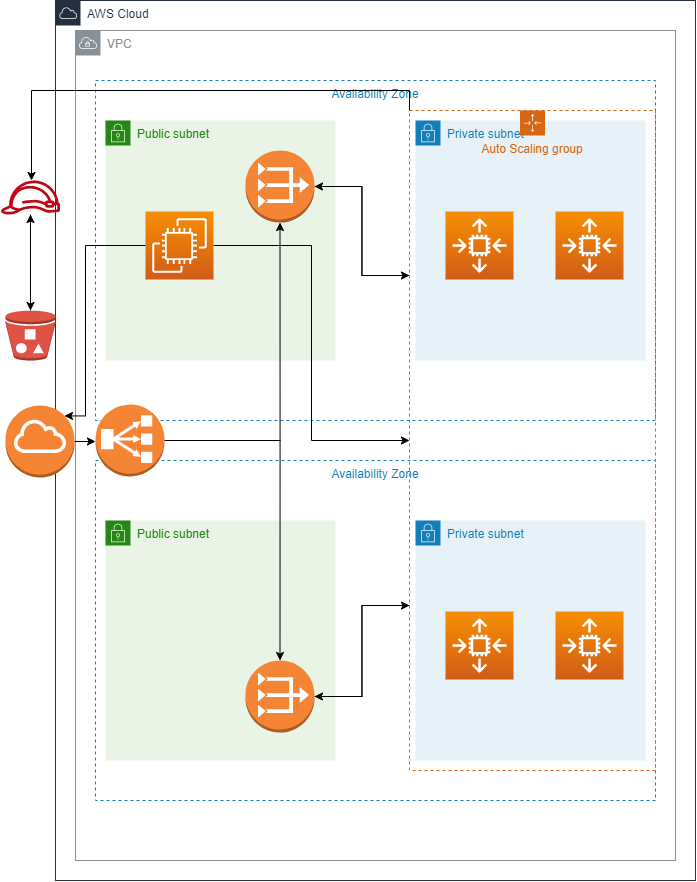 AWS Cloud
VPC
Availability Zone
Public subnet
Private subnet
Auto Scaling group
Availability Zone
Public subnet
Private subnet